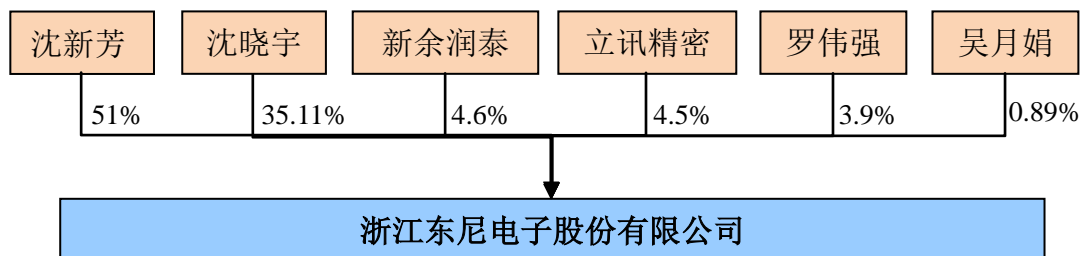 沈新芳 沈晓宇 新余润泰 立讯精密 罗伟强 吴月娟
51% 35.11% 4.6% 4.5% 3.9% 0.89%
浙江东尼电子股份有限公司